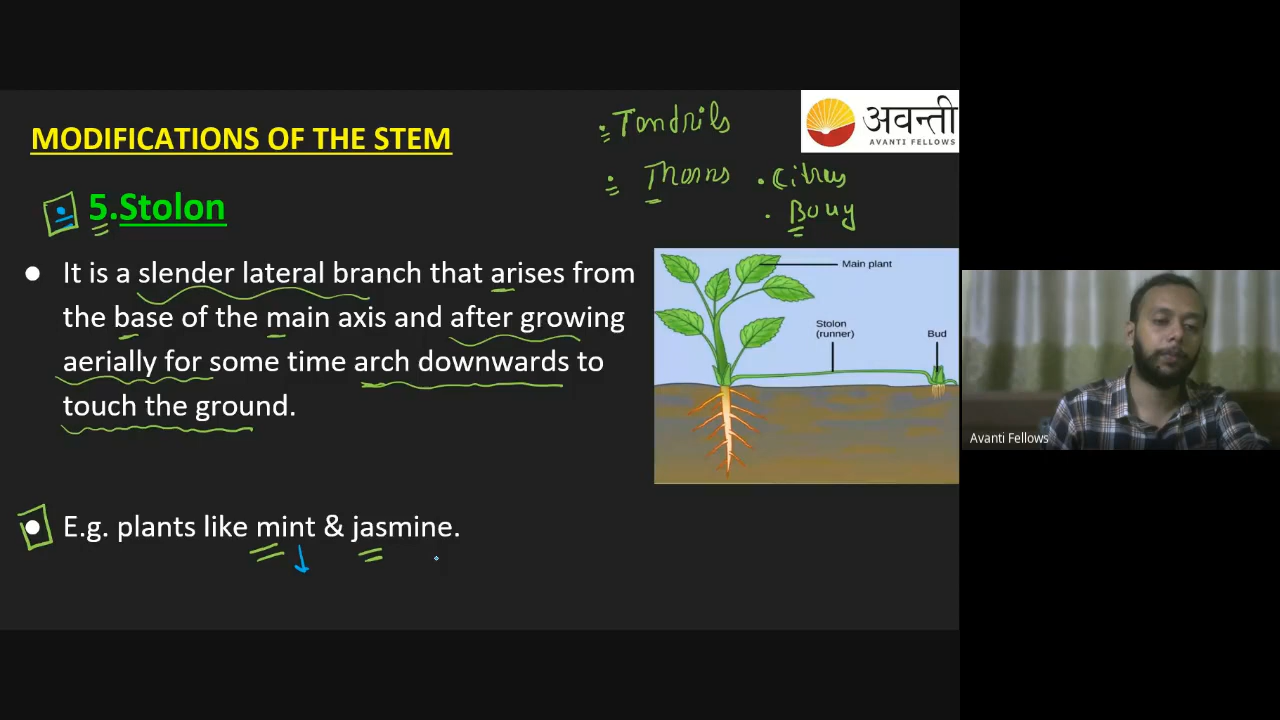 MODIFICATIONS OF THE STEM
Tendrils
Thorns . Citrus
. Boug
अवन्ती
AVANTI FELLOWS
5.Stolon
● It is a slender lateral branch that arises from
the base of the main axis and after growing
aerially for some time arch downwards to
touch the ground.
Main plant
Stolon
(runner)
Bud
● E.g. plants like mint & jasmine.
Avanti Fellows